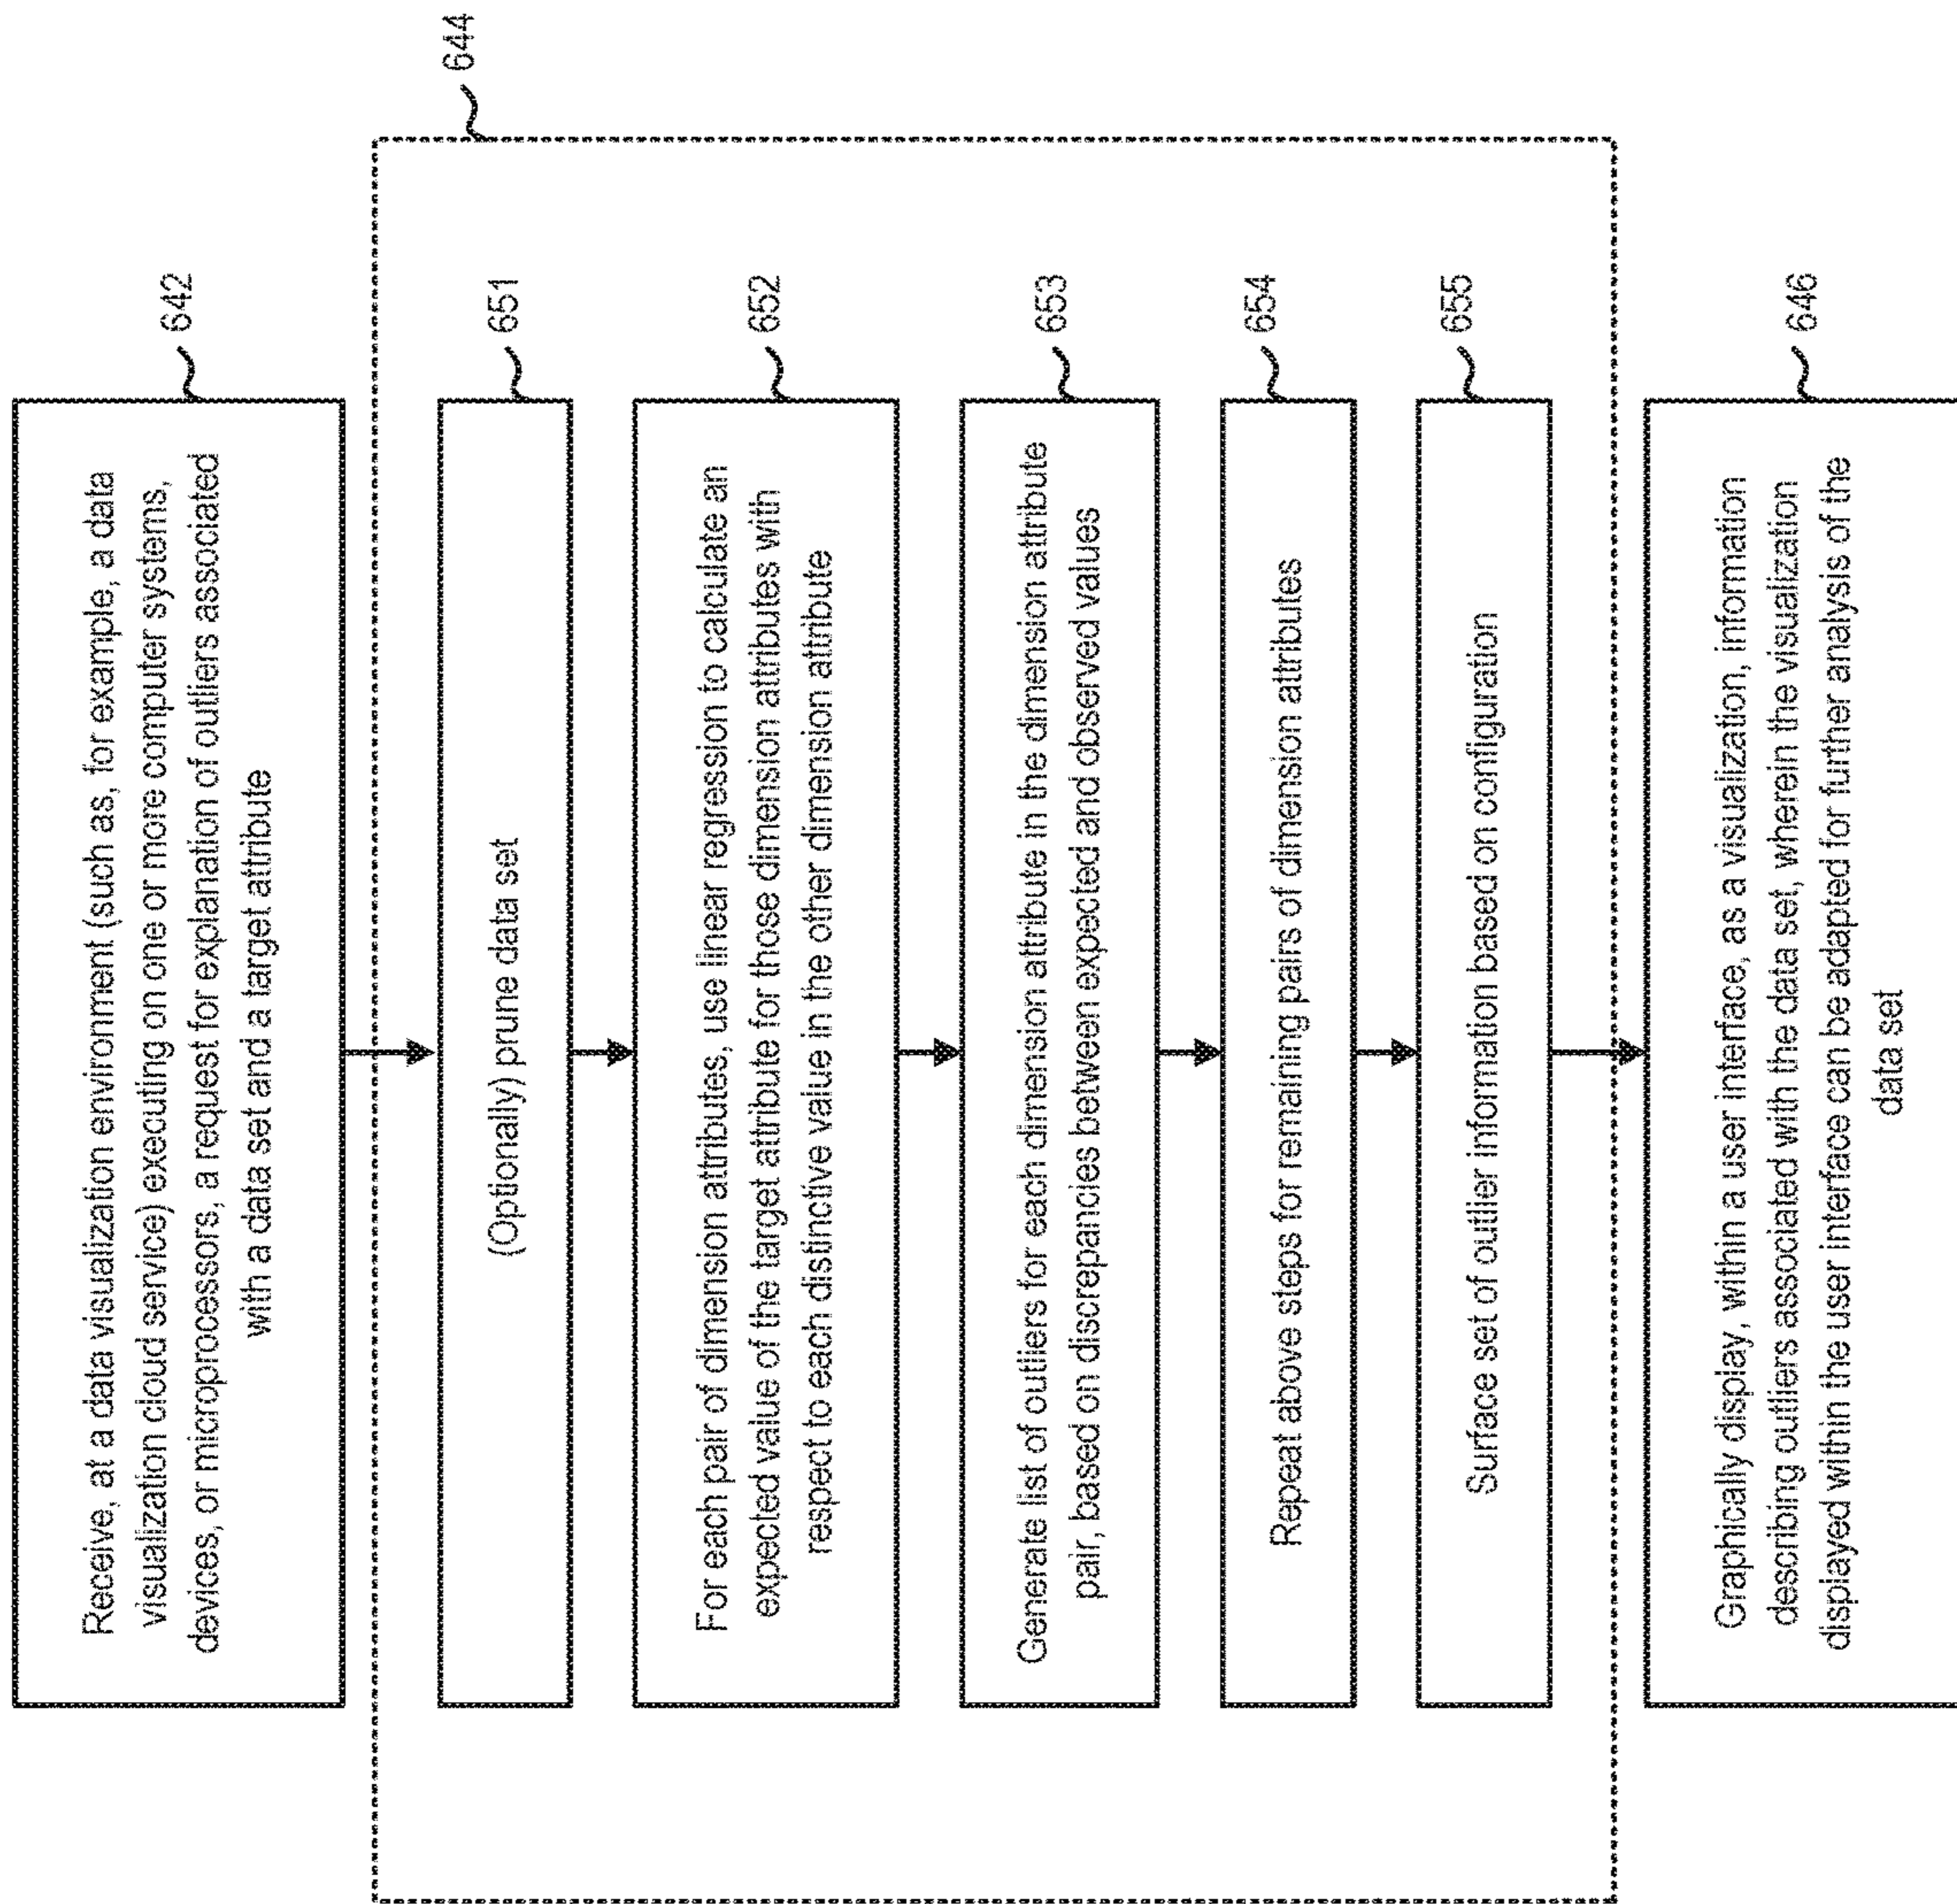 Receive, at a data visualization environment (such as, for example, a data
visualization cloud service) executing on one or more computer systems,
devices, or microprocessors, a request for explanation of outliers associated
with a data set and a target attribute
642
644
(Optionally) prune data set
651
For each pair of dimension attributes, use linear regression to calculate an
expected value of the target attribute for those dimension attributes with
respect to each distinctive value in the other dimension attribute
652
Generate list of outliers for each dimension attribute in the dimension attribute
pair, based on discrepancies between expected and observed values
653
Repeat above steps for remaining pairs of dimension attributes
654
Surface set of outlier information based on configuration
655
Graphically display, within a user interface, as a visualization, information
describing outliers associated with the data set, wherein the visualization
displayed within the user interface can be adapted for further analysis of the
data set
646